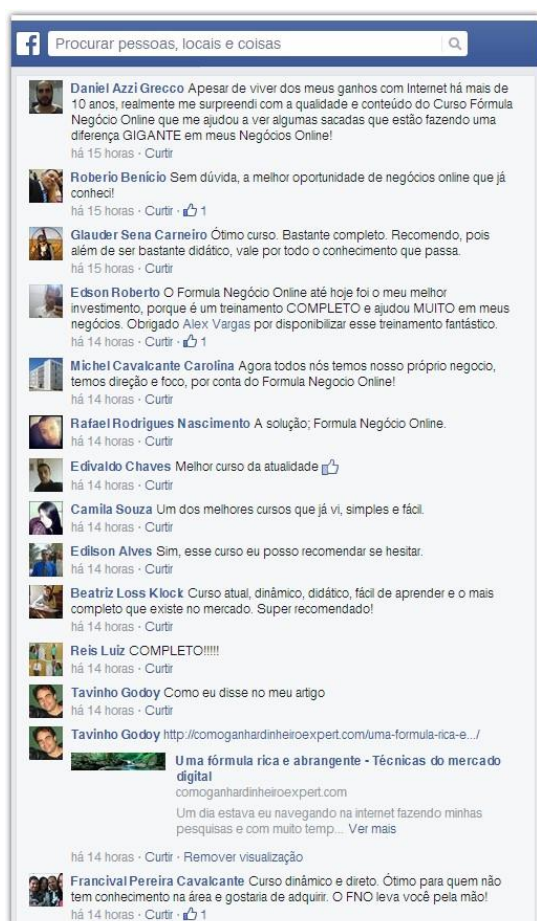 f
Procurar pessoas, locais e coisas
Daniel Azzi Grecco Apesar de viver dos meus ganhos com Internet há mais de
10 anos, realmente me surpreendi com a qualidade e conteúdo do Curso Fórmula
Negócio Online que me ajudou a ver algumas sacadas que estão fazendo uma
diferença GIGANTE em meus Negócios Online!
há 15 horas · Curtir
Roberio Benício Sem dúvida, a melhor oportunidade de negócios online que já
conheci!
há 15 horas · Curtir · 1
Glauder Sena Carneiro Ótimo curso. Bastante completo. Recomendo, pois
além de ser bastante didático, vale por todo o conhecimento que passa.
há 15 horas · Curtir
Edson Roberto O Formula Negócio Online até hoje foi o meu melhor
investimento, porque é um treinamento COMPLETO e ajudou MUITO em meus
negócios. Obrigado Alex Vargas por disponibilizar esse treinamento fantástico.
há 14 horas · Curtir · 1
Michel Cavalcante Carolina Agora todos nós temos nosso próprio negocio,
temos direção e foco, por conta do Formula Negocio Online!
há 14 horas · Curtir
Rafael Rodrigues Nascimento A solução; Formula Negócio Online.
há 14 horas · Curtir
Edivaldo Chaves Melhor curso da atualidade
há 14 horas · Curtir
Camila Souza Um dos melhores cursos que já vi, simples e fácil.
há 14 horas · Curtir
Edilson Alves Sim, esse curso eu posso recomendar se hesitar.
há 14 horas · Curtir
Beatriz Loss Klock Curso atual, dinâmico, didático, fácil de aprender e o mais
completo que existe no mercado. Super recomendado!
há 14 horas · Curtir
Reis Luiz COMPLETO!!!!!
há 14 horas · Curtir
Tavinho Godoy Como eu disse no meu artigo
há 14 horas · Curtir
Tavinho Godoy http://comoganhardinheiroexpert.com/uma-formula-rica-e.../
Uma fórmula rica e abrangente - Técnicas do mercado
digital
comoganhardinheiroexpert.com
Um dia estava eu navegando na internet fazendo minhas
pesquisas e com muito temp... Ver mais
há 14 horas · Curtir · Remover visualização
Francival Pereira Cavalcante Curso dinâmico e direto. Ótimo para quem não
tem conhecimento na área e gostaria de adquirir. O FNO leva você pela mão!
há 14 horas · Curtir · 1